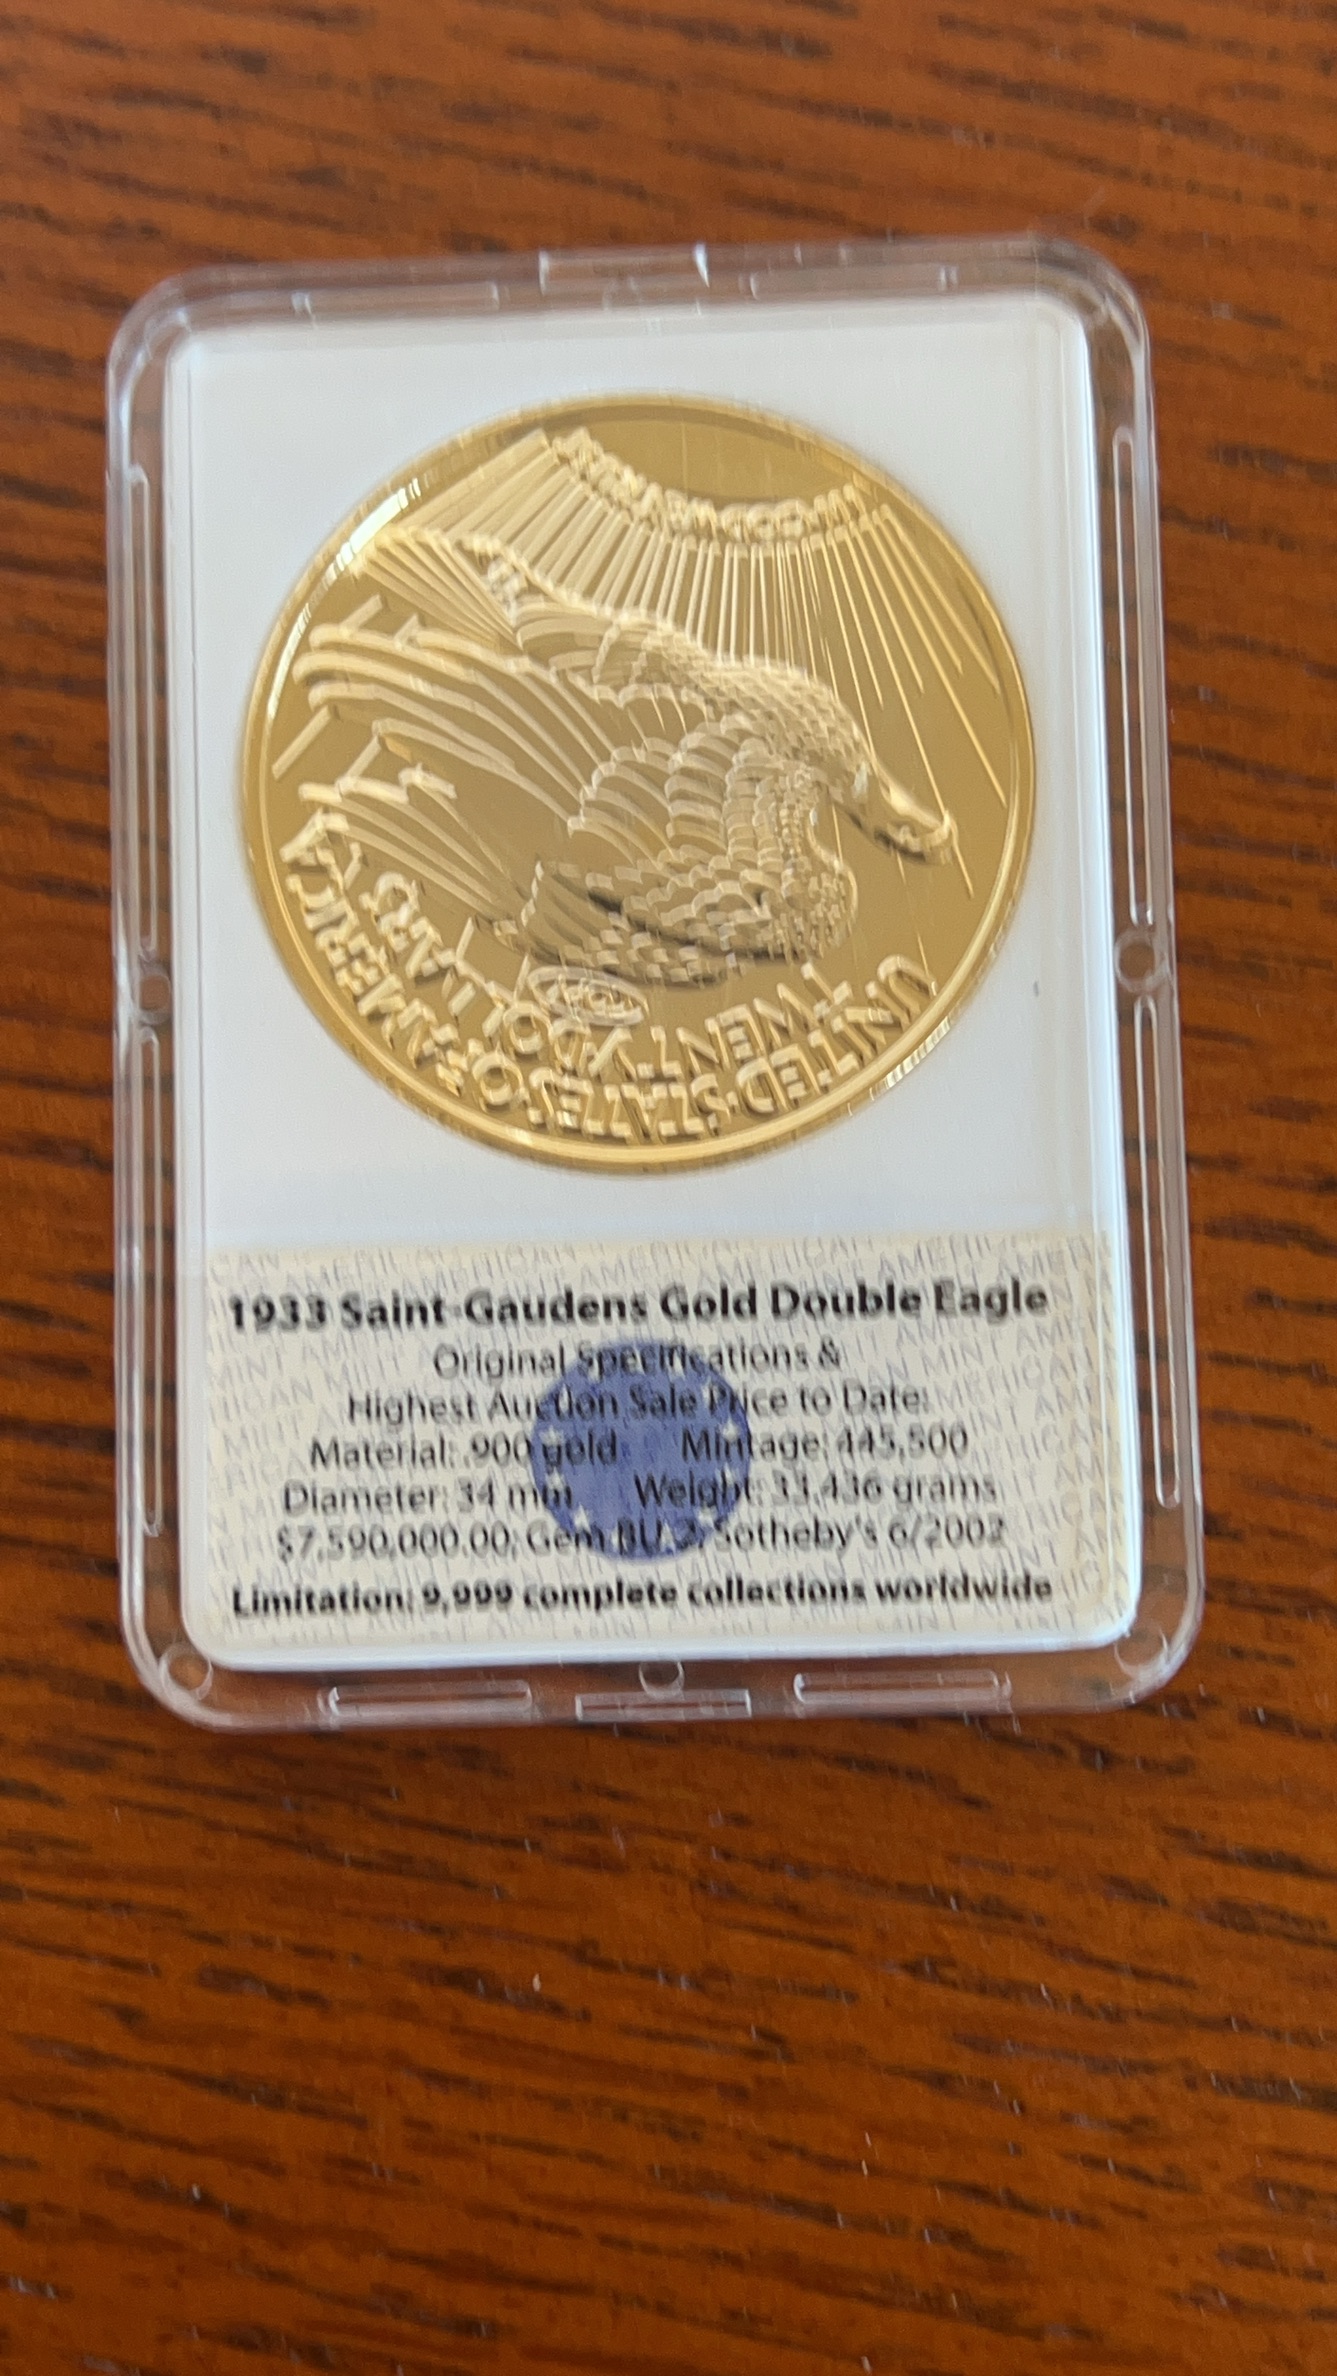 UNITED·STATES·OF·AMERICA
TWENTY DOLLARS
1933 Saint-Gaudens Gold Double Eagle
Original Specifications &
Highest Auction Sale Price to Date:
Material: .900 gold Mintage: 445,500
Diameter: 34 mm Weight: 33.436 grams
$7,590,000.00; Gem BU Sotheby's 6/2002
Limitation: 9,999 complete collections worldwide